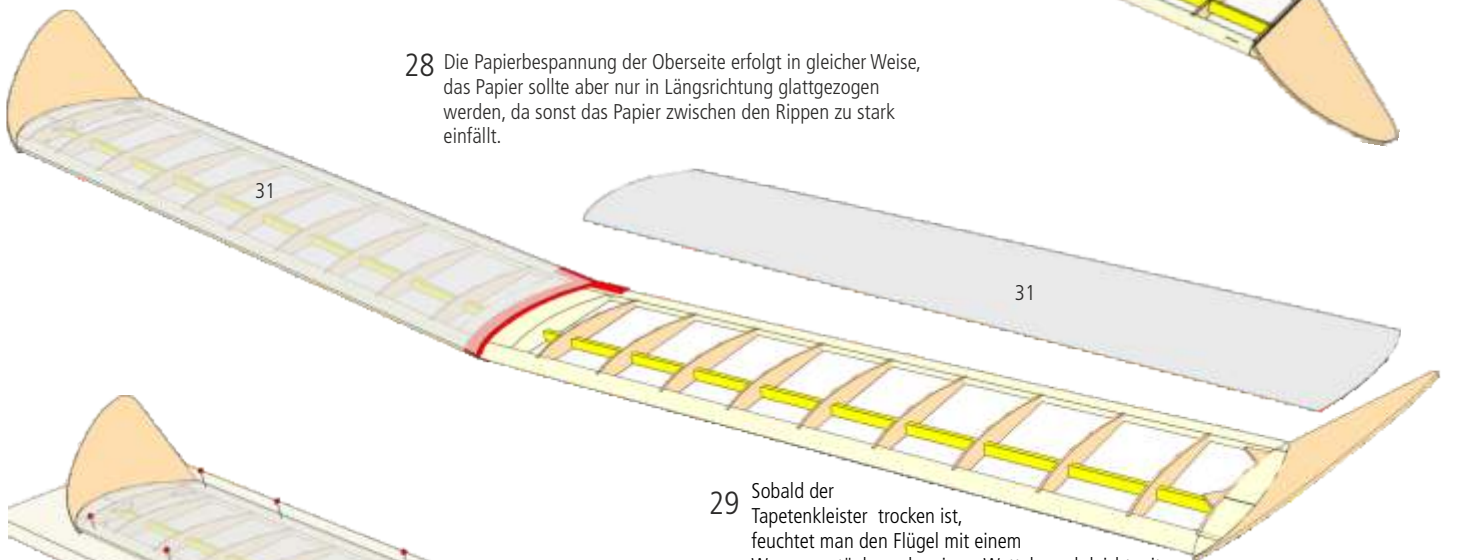 28 Die Papierbespannung der Oberseite erfolgt in gleicher Weise,
das Papier sollte aber nur in Längsrichtung glattgezogen
werden, da sonst das Papier zwischen den Rippen zu stark
einfällt.
31
31
29 Sobald der
Tapetenkleister trocken ist,
feuchtet man den Flügel mit einem